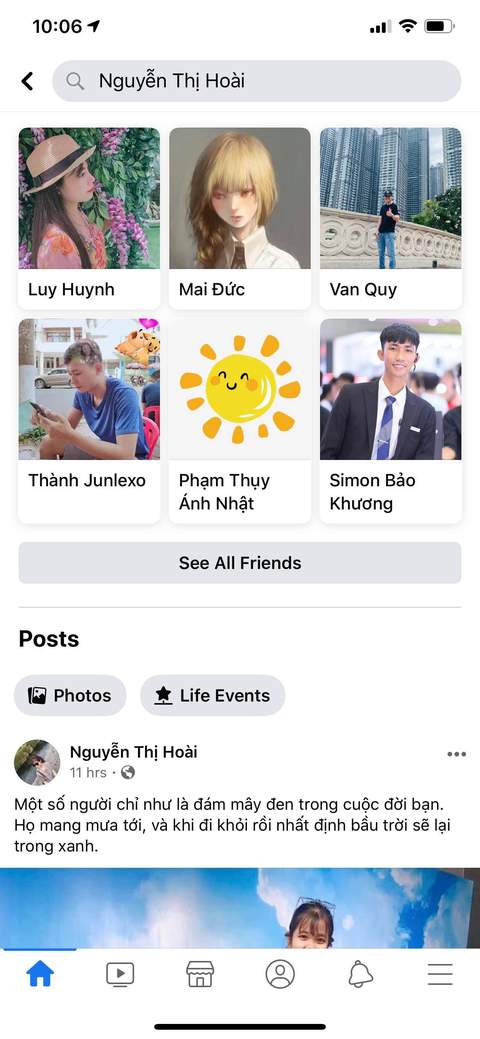 10:06
Nguyễn Thị Hoài
Luy Huynh
Mai Đức
Van Quy
Thành Junlexo
Phạm Thụy
Ánh Nhật
Simon Bảo
Khương
See All Friends
Posts
Photos
Life Events
Nguyễn Thị Hoài
11 hrs ·
Một số người chỉ như là đám mây đen trong cuộc đời bạn.
Họ mang mưa tới, và khi đi khỏi rồi nhất định bầu trời sẽ lại
trong xanh.